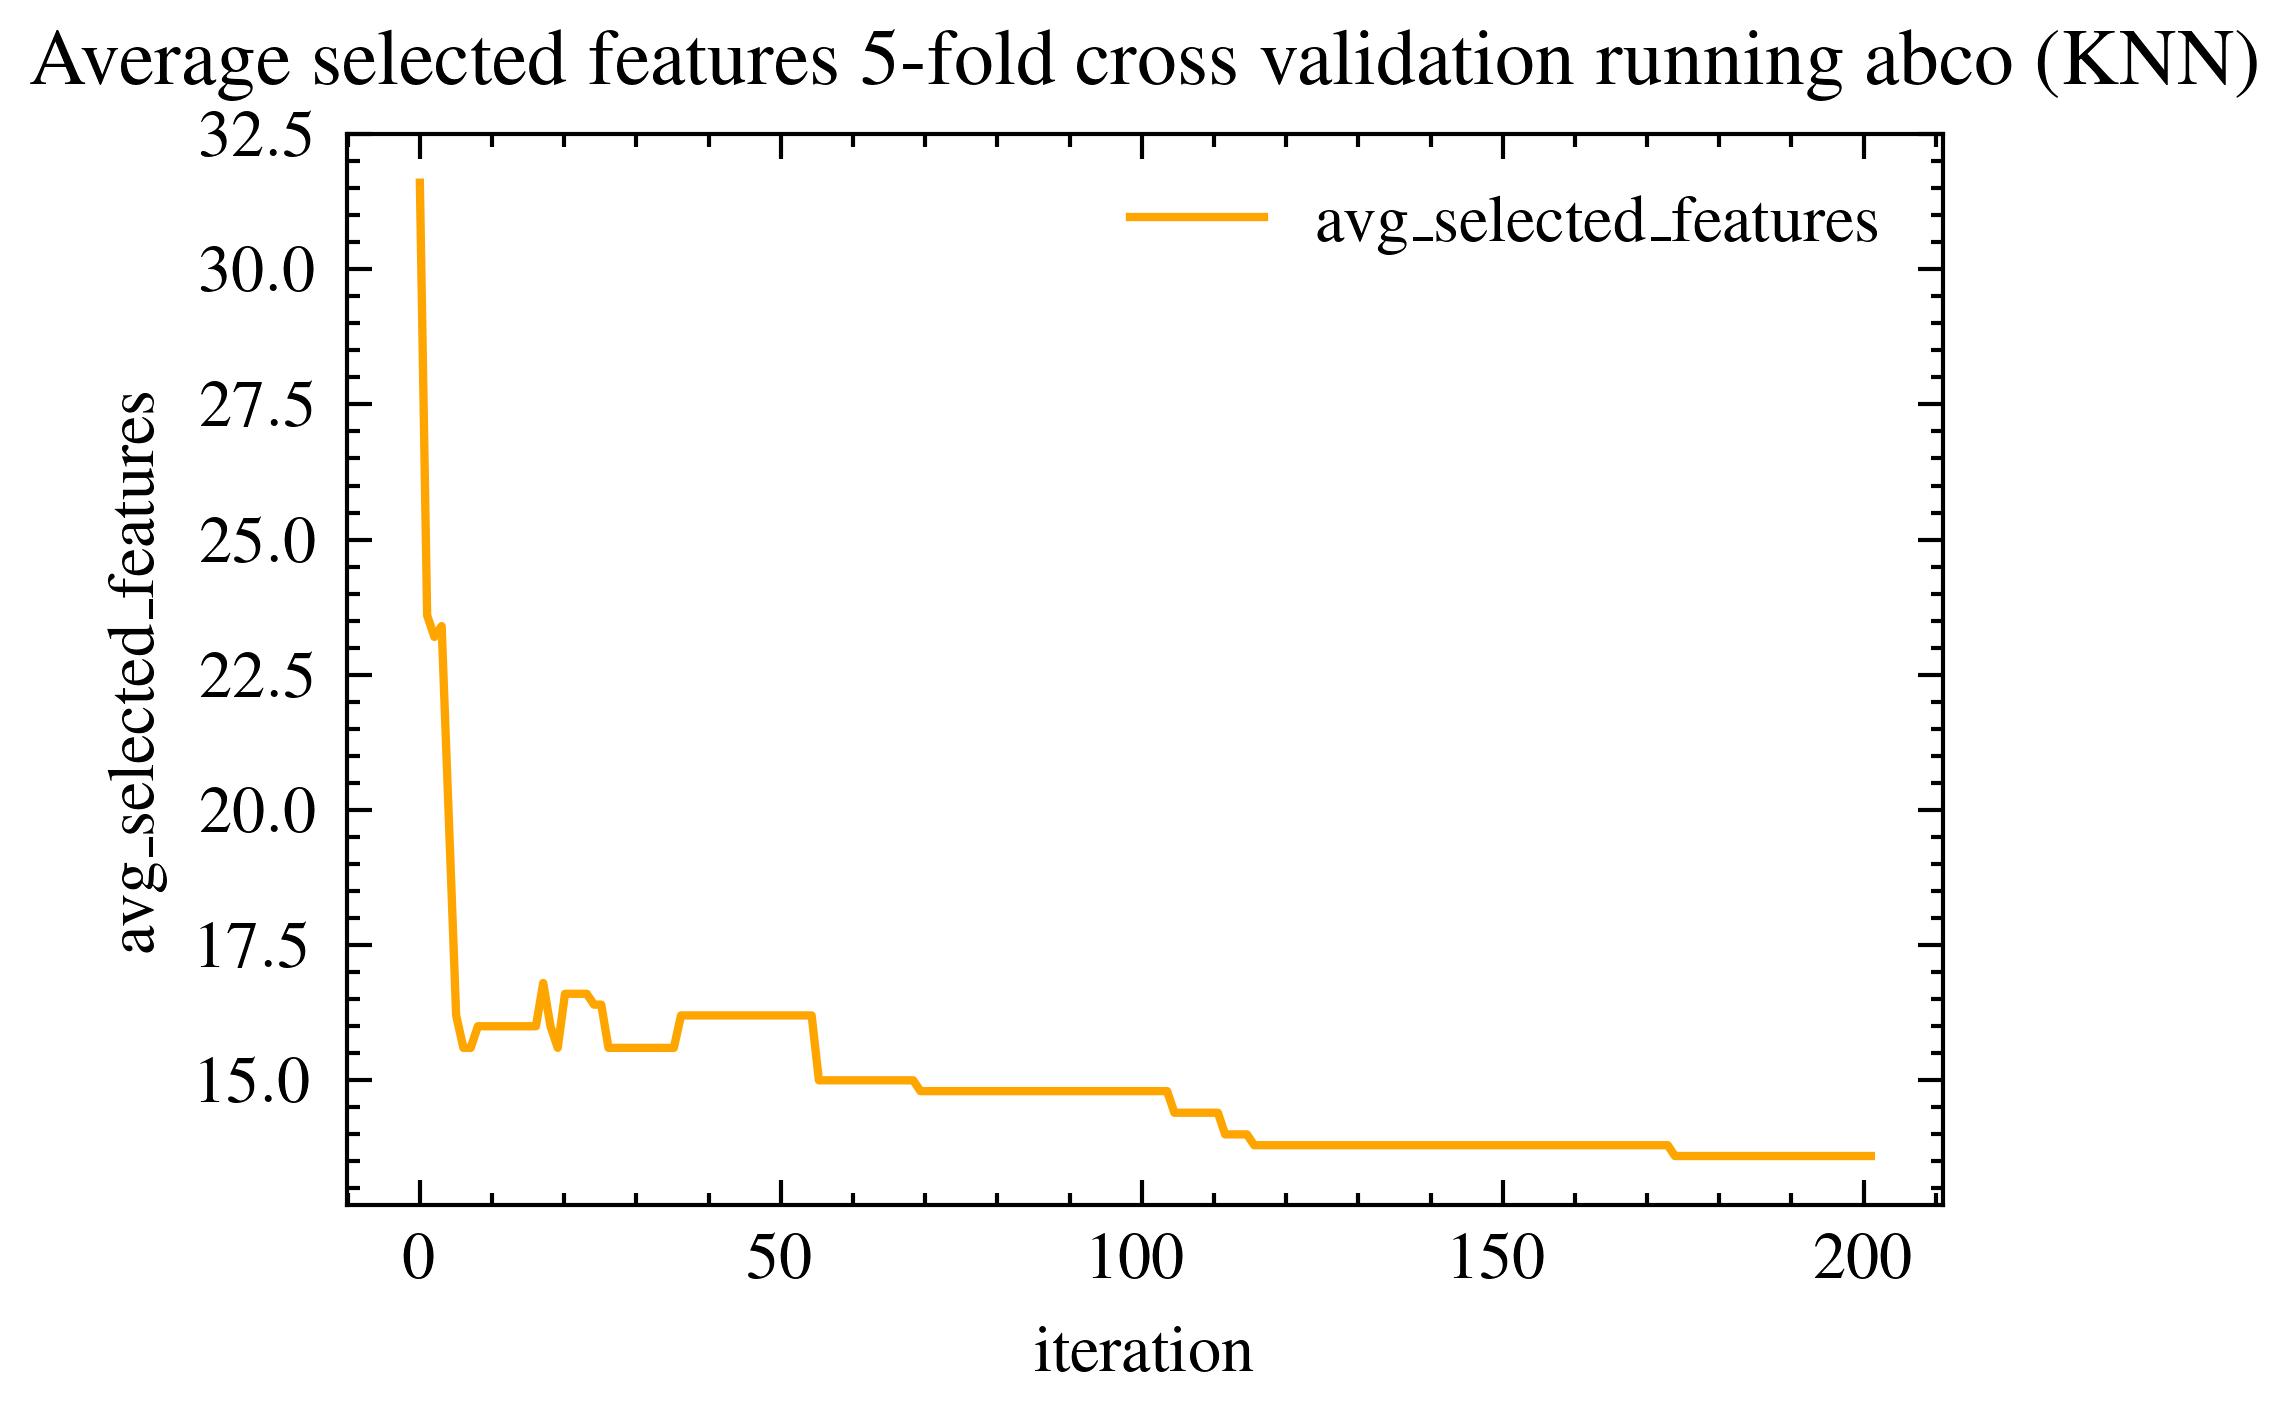 Average selected features 5-fold cross validation running abco (KNN)
avg_selected_features
32.5
30.0
27.5
25.0
22.5
20.0
17.5
15.0
avg_selected_features
0 50 100 150 200
iteration